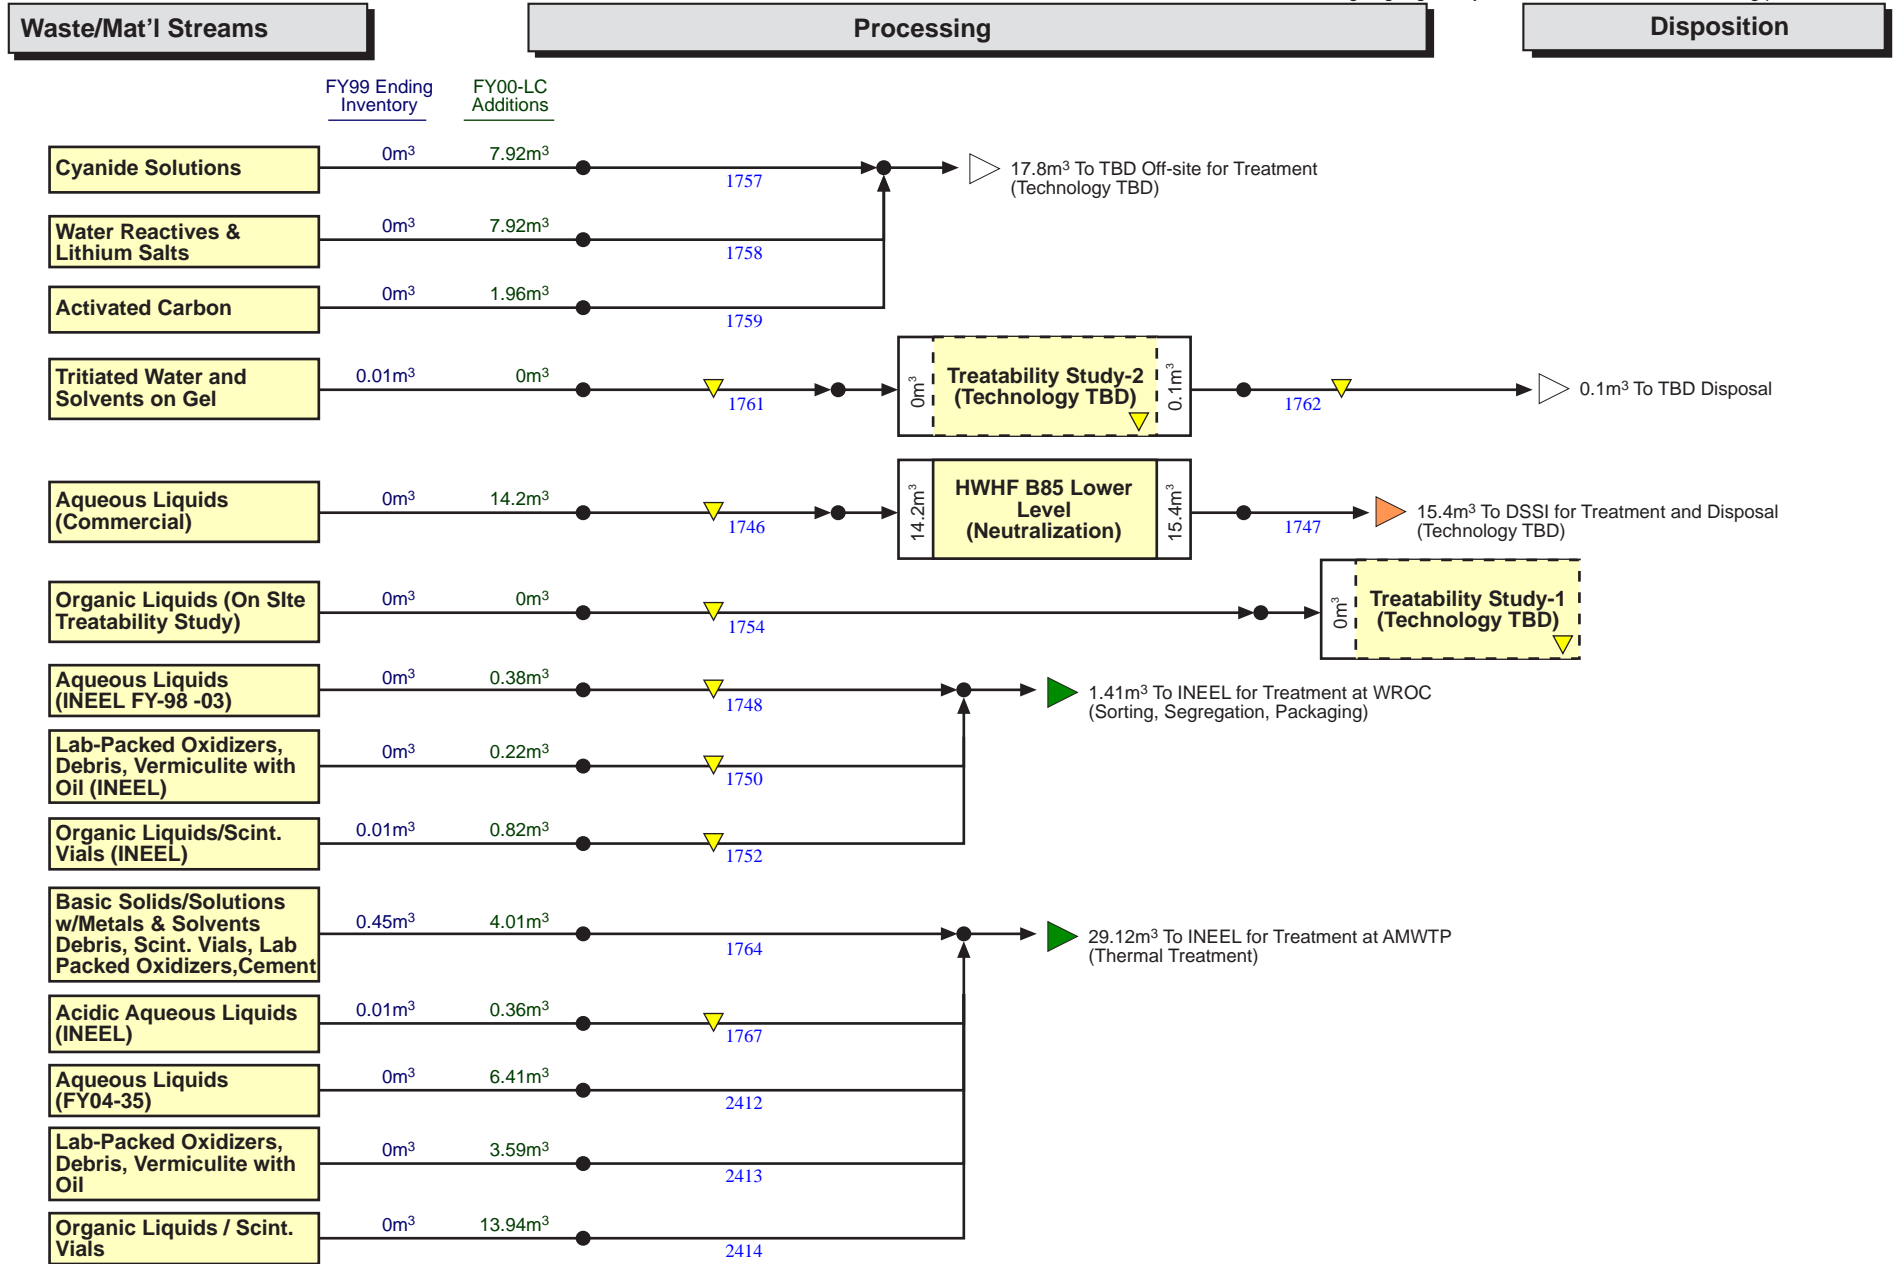 Waste/Mat'l Streams
Processing
Disposition
FY99 Ending
Inventory
FY00-LC
Additions
Cyanide Solutions
0m³
7.92m³
1757
17.8m³ To TBD Off-site for Treatment
(Technology TBD)
Water Reactives &
Lithium Salts
0m³
7.92m³
1758
Activated Carbon
0m³
1.96m³
1759
Tritiated Water and
Solvents on Gel
0.01m³
0m³
1761
0m³
Treatability Study-2
(Technology TBD)
0.1m³
1762
0.1m³ To TBD Disposal
Aqueous Liquids
(Commercial)
0m³
14.2m³
1746
14.2m³
HWHF B85 Lower
Level
(Neutralization)
15.4m³
1747
15.4m³ To DSSI for Treatment and Disposal
(Technology TBD)
Organic Liquids (On SIte
Treatability Study)
0m³
0m³
1754
0m³
Treatability Study-1
(Technology TBD)
Aqueous Liquids
(INEEL FY-98 -03)
0m³
0.38m³
1748
1.41m³ To INEEL for Treatment at WROC
(Sorting, Segregation, Packaging)
Lab-Packed Oxidizers,
Debris, Vermiculite with
Oil (INEEL)
0m³
0.22m³
1750
Organic Liquids/Scint.
Vials (INEEL)
0.01m³
0.82m³
1752
Basic Solids/Solutions
w/Metals & Solvents
Debris, Scint. Vials, Lab
Packed Oxidizers,Cement
0.45m³
4.01m³
1764
29.12m³ To INEEL for Treatment at AMWTP
(Thermal Treatment)
Acidic Aqueous Liquids
(INEEL)
0.01m³
0.36m³
1767
Aqueous Liquids
(FY04-35)
0m³
6.41m³
2412
Lab-Packed Oxidizers,
Debris, Vermiculite with
Oil
0m³
3.59m³
2413
Organic Liquids / Scint.
Vials
0m³
13.94m³
2414